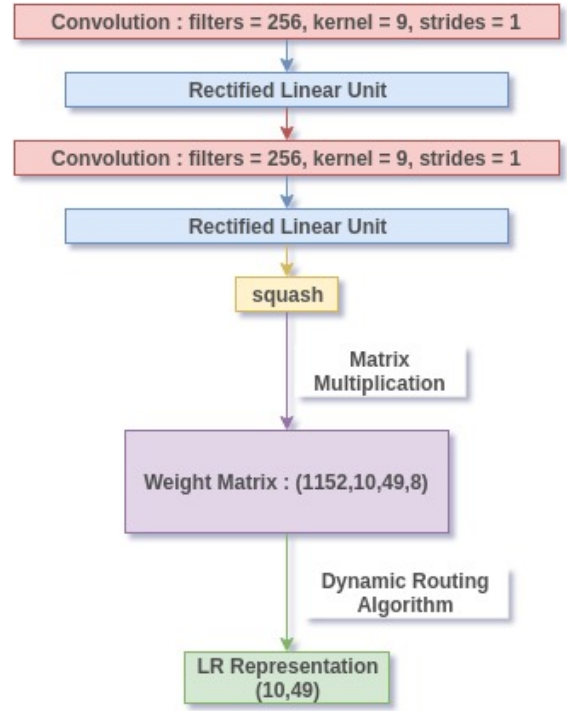 Convolution : filters = 256, kernel = 9, strides = 1
Rectified Linear Unit
Convolution : filters = 256, kernel = 9, strides = 1
Rectified Linear Unit
squash
Matrix
Multiplication
Weight Matrix : (1152,10,49,8)
Dynamic Routing
Algorithm
LR Representation
(10,49)